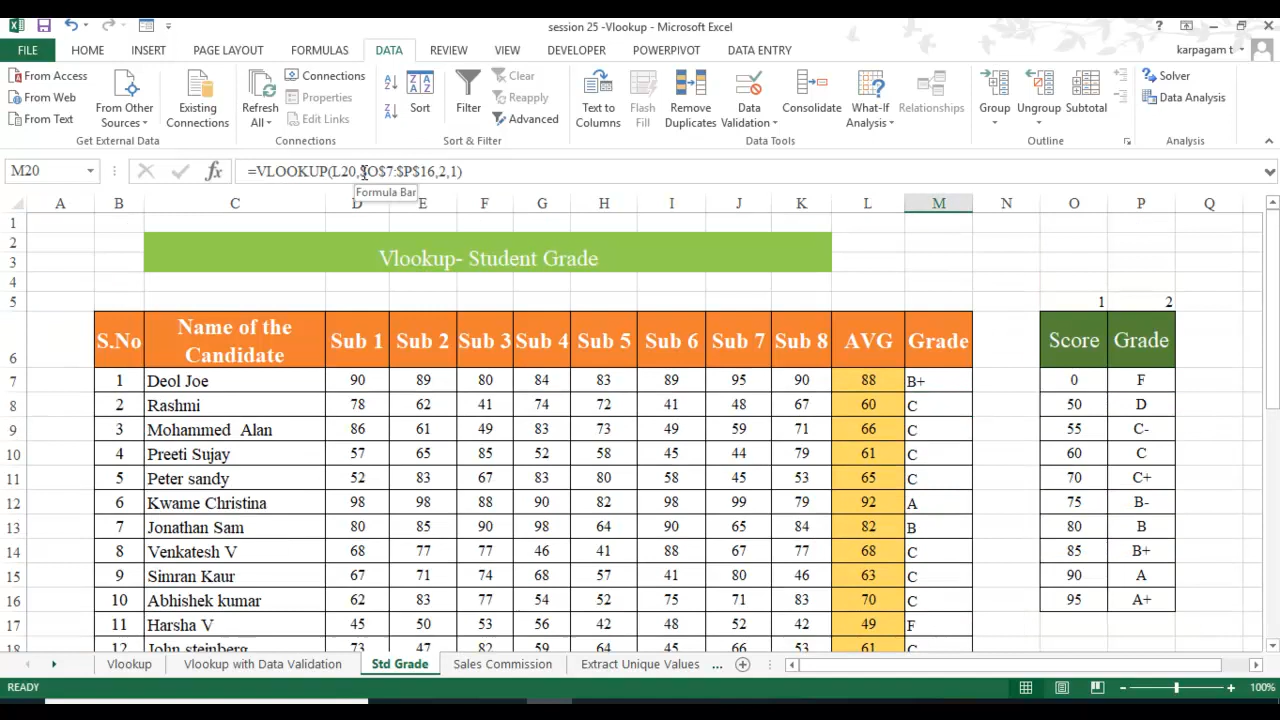 session 25 -Vlookup - Microsoft Excel
FILE HOME INSERT PAGE LAYOUT FORMULAS DATA REVIEW VIEW DEVELOPER POWERPIVOT DATA ENTRY karpagam t
From Access
From Web
From Text
From Other Sources
Existing Connections
Get External Data
Refresh All
Connections
Properties
Edit Links
Connections
Sort
Filter
Clear
Reapply
Advanced
Sort & Filter
Text to Columns
Flash Fill
Remove Duplicates
Data Validation
Consolidate
What-If Analysis
Relationships
Data Tools
Group
Ungroup
Subtotal
Outline
Solver
Data Analysis
Analysis
M20 fx =VLOOKUP(L20,$O$7:$P$16,2,1)
Formula Bar
A B C D E F G H I J K L M N O P Q
1
2
3 Vlookup- Student Grade
4
5 1 2
6 S.No Name of the Candidate Sub 1 Sub 2 Sub 3 Sub 4 Sub 5 Sub 6 Sub 7 Sub 8 AVG Grade Score Grade
7 1 Deol Joe 90 89 80 84 83 89 95 90 88 B+ 0 F
8 2 Rashmi 78 62 41 74 72 41 48 67 60 C 50 D
9 3 Mohammed Alan 86 61 49 83 73 49 59 71 66 C 55 C-
10 4 Preeti Sujay 57 65 85 52 58 45 44 79 61 C 60 C
11 5 Peter sandy 52 83 67 83 80 58 45 53 65 C 70 C+
12 6 Kwame Christina 98 98 88 90 82 98 99 79 92 A 75 B-
13 7 Jonathan Sam 80 85 90 98 64 90 65 84 82 B 80 B
14 8 Venkatesh V 68 77 77 46 41 88 67 77 68 C 85 B+
15 9 Simran Kaur 67 71 74 68 57 41 80 46 63 C 90 A
16 10 Abhishek kumar 62 83 77 54 52 75 71 83 70 C 95 A+
17 11 Harsha V 45 50 53 56 42 48 52 42 49 F
18 12 John steinberg 73 47 82 59 53 61 C
Vlookup Vlookup with Data Validation Std Grade Sales Commission Extract Unique Values ...
READY 100%